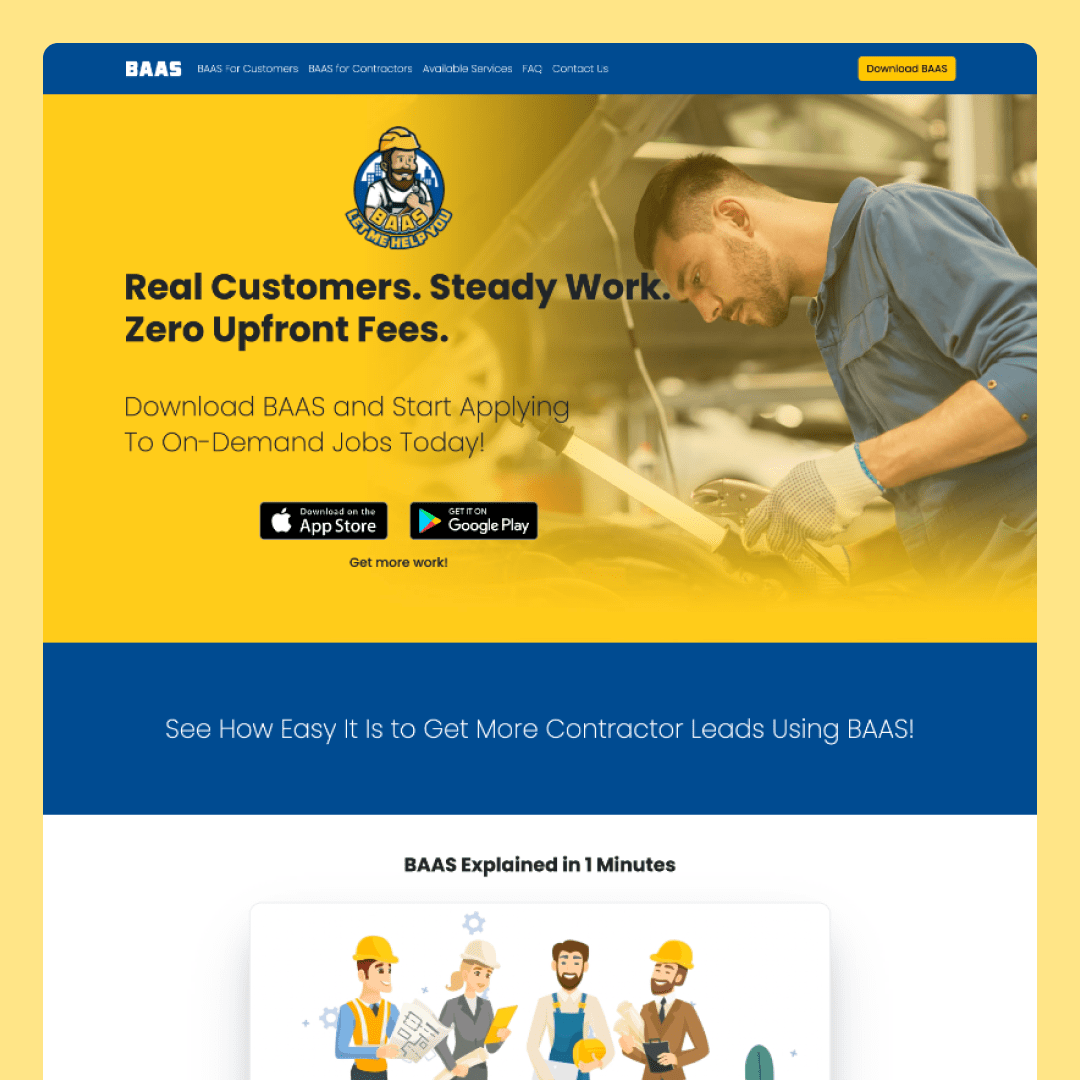 BAAS
BAAS For Customers
BAAS for Contractors
Available Services
FAQ
Contact Us
Download BAAS
BAAS
LET ME HELP YOU
Real Customers. Steady Work.
Zero Upfront Fees.
Download BAAS and Start Applying
To On-Demand Jobs Today!
Download on the
App Store
GET IT ON
Google Play
Get more work!
See How Easy It Is to Get More Contractor Leads Using BAAS!
BAAS Explained in 1 Minutes